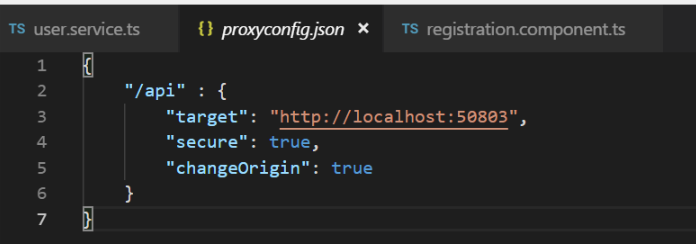 TS user.service.ts {} proxyconfig.json × TS registration.component.ts
1 {
2 "/api" : {
3 "target": "http://localhost:50803",
4 "secure": true,
5 "changeOrigin": true
6 }
7 }